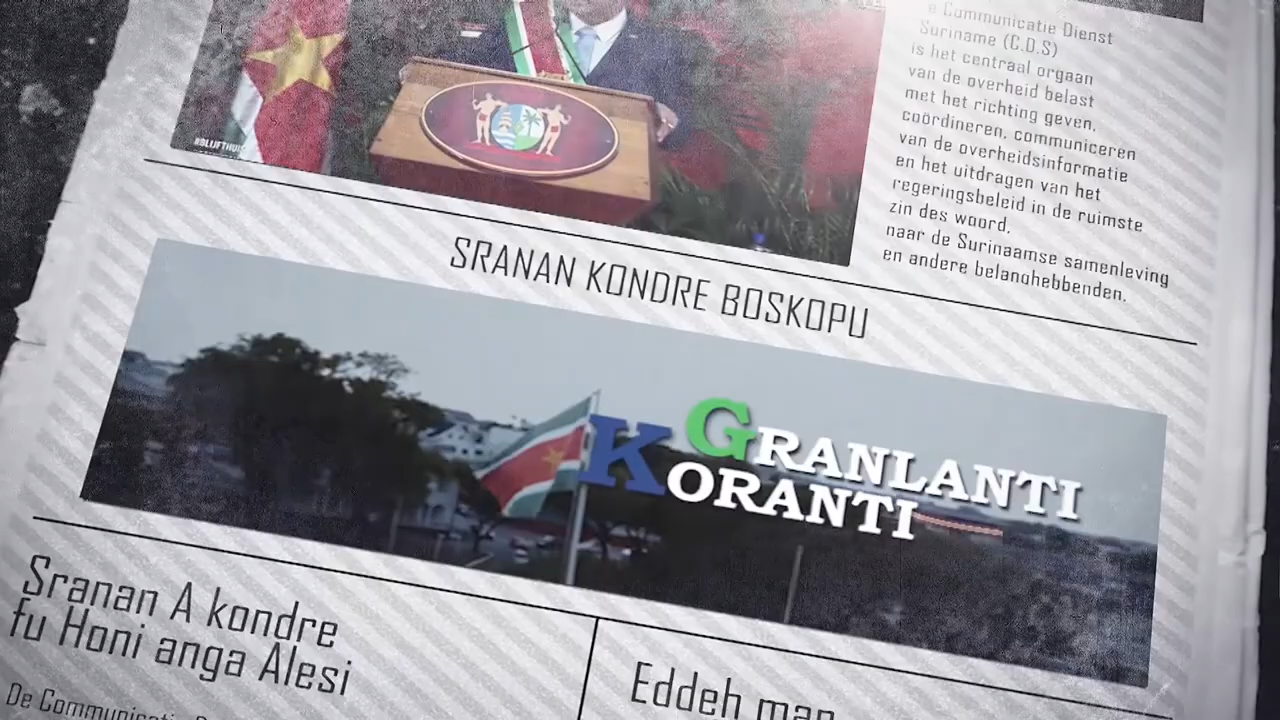 e Communicatie Dienst
Suriname (C.D.S)
is het centraal orgaan
van de overheid belast
met het richting geven,
coördineren, communiceren
van de overheidsinformatie
en het uitdragen van het
regeringsbeleid in de ruimste
zin des woord,
naar de Surinaamse samenleving
en andere belanghebbenden.
SRANAN KONDRE BOSKOPU
GRANLANTI
KORANTI
Sranan A kondre
fu Honi anga Alesi
De
Eddeh man